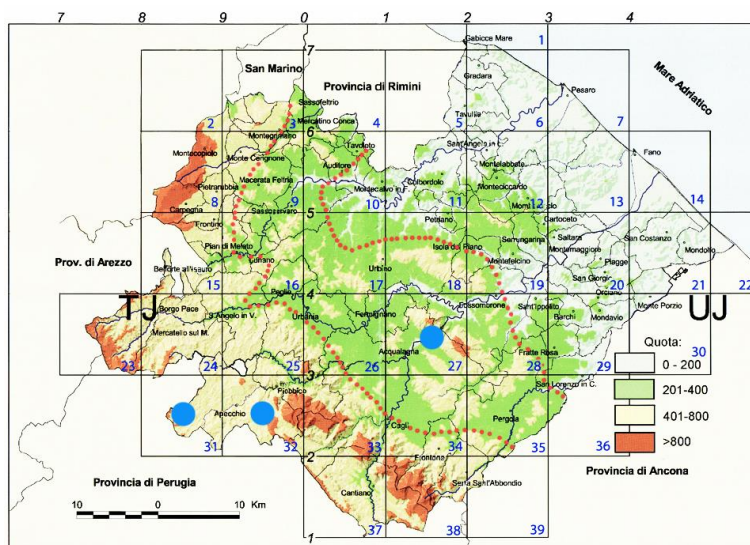 8 9 0 1 2 3 4
7
Gabicce Mare
1
Gradara
San Marino
Provincia di Rimini
Pesaro
Mare Adriatico
Sassofeltrio
Tavullia
Mercatino Conca
2 3 4 5 6 7
6
Montegrimano
Tavoleto
Sant'Angelo in L.
Fano
Montecopiolo
Monte Cerignone
Auditore
Montelabbate
Macerata Feltria
Colbordolo
Pietrarubbia
Montecalvo in F.
Monteciccardo
8 9 10 11 12 13 14
Carpegna
Sassocorvaro
5
Frontino
Petriano
Cartoceto
San Costanzo
Serrungarina
Saltara
Mondolfo
Pian di Meleto
Isola del Piano
Montemaggiore
Prov. di Arezzo
Lunano
Montefelcino
Belforte all'Isauro
Urbino
Piagge
San Giorgio
15 16 17 18 19 20 21 22
Peglio
Orciano
TJ
4
UJ
Borgo Pace
Fossombrone
Sant'Ippolito
Monte Porzio
S.Angelo in V.
Urbania
Fermignano
Barchi
Mondavio
Mercatello sul M.
Quota:
Acqualagna
Fratte Rosa
23 24 25 26 27 28 29 30
0 - 200
3
Piobbico
San Lorenzo in C.
201-400
Apecchio
Pergola
401-800
Cagli
31 32 33 34 35 36
>800
2
Frontone
Provincia di Ancona
Provincia di Perugia
Serra Sant'Abbondio
Cantiano
10 0 10 Km
37 38 39
1